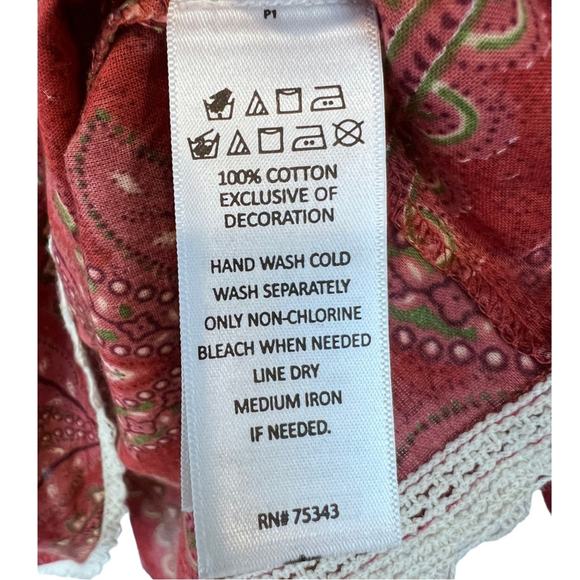 P1
100% COTTON
EXCLUSIVE OF
DECORATION
HAND WASH COLD
WASH SEPARATELY
ONLY NON-CHLORINE
BLEACH WHEN NEEDED
LINE DRY
MEDIUM IRON
IF NEEDED.
RN# 75343